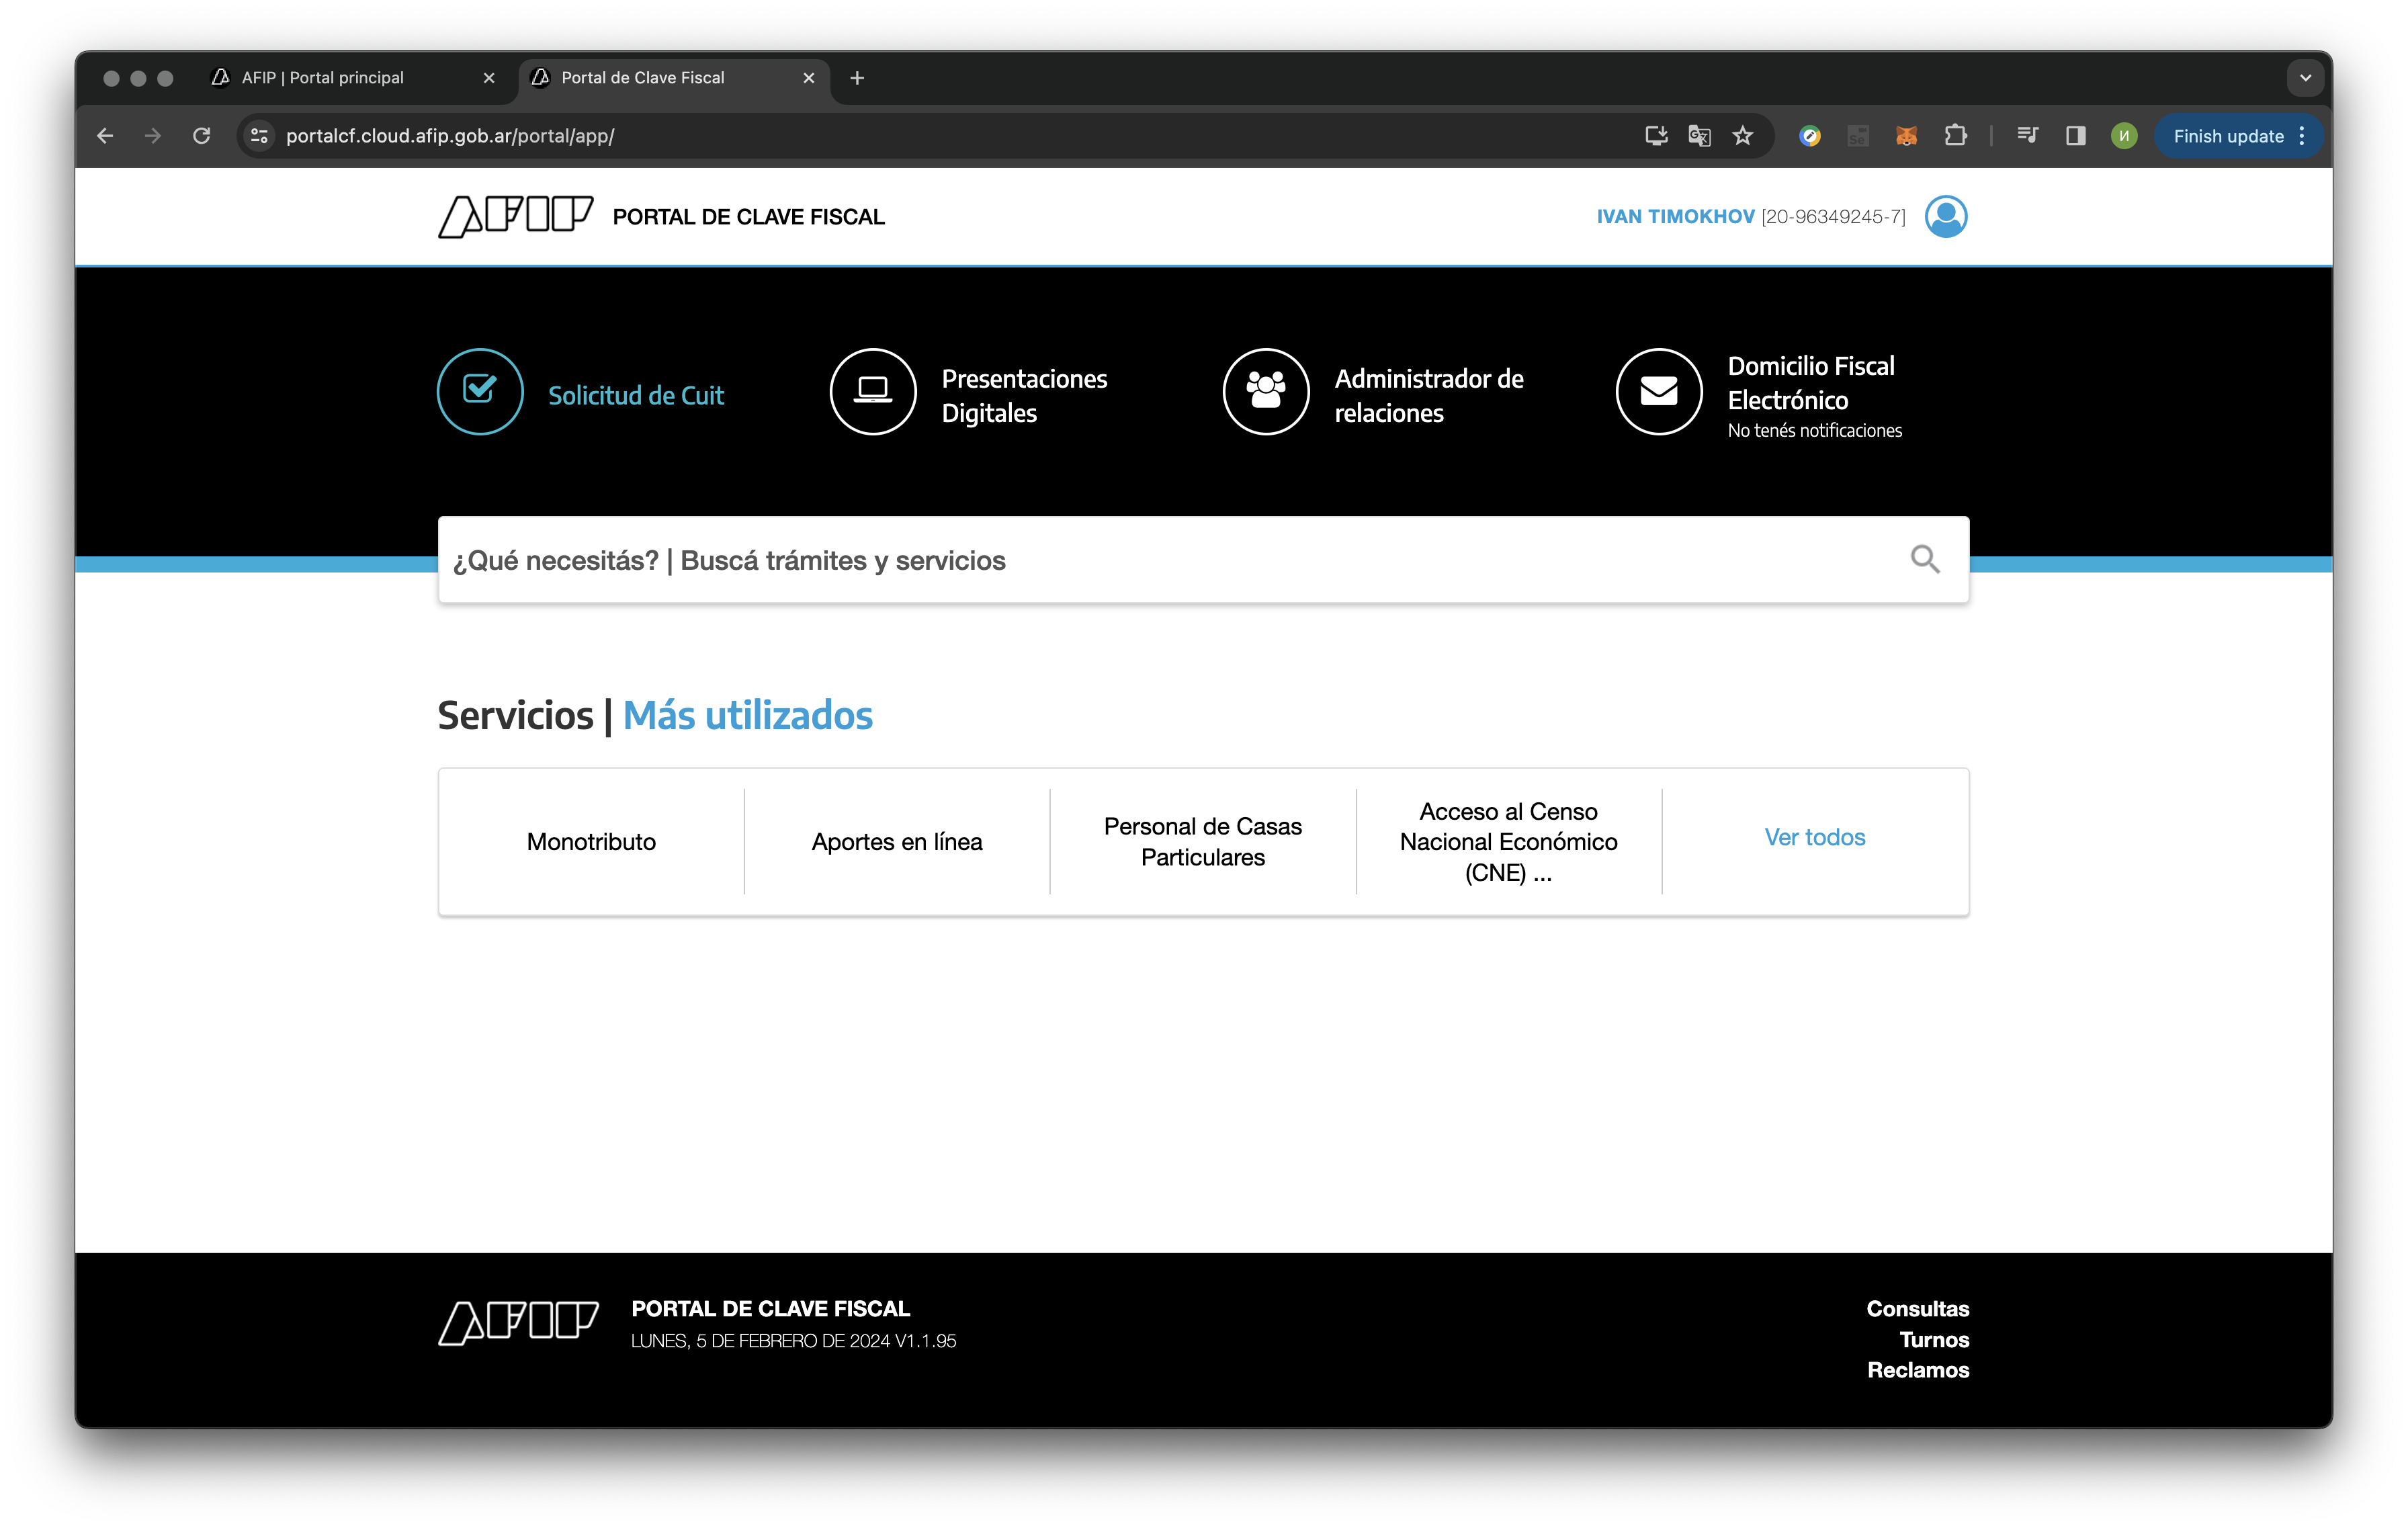 AFIP | Portal principal
Portal de Clave Fiscal
portalcf.cloud.afip.gob.ar/portal/app/
Se
И
Finish update
AFIP PORTAL DE CLAVE FISCAL
IVAN TIMOKHOV [20-96349245-7]
Solicitud de Cuit
Presentaciones
Digitales
Administrador de
relaciones
Domicilio Fiscal
Electrónico
No tenés notificaciones
¿Qué necesitás? | Buscá trámites y servicios
Servicios | Más utilizados
Monotributo
Aportes en línea
Personal de Casas
Particulares
Acceso al Censo
Nacional Económico
(CNE) ...
Ver todos
AFIP
PORTAL DE CLAVE FISCAL
LUNES, 5 DE FEBRERO DE 2024 V1.1.95
Consultas
Turnos
Reclamos